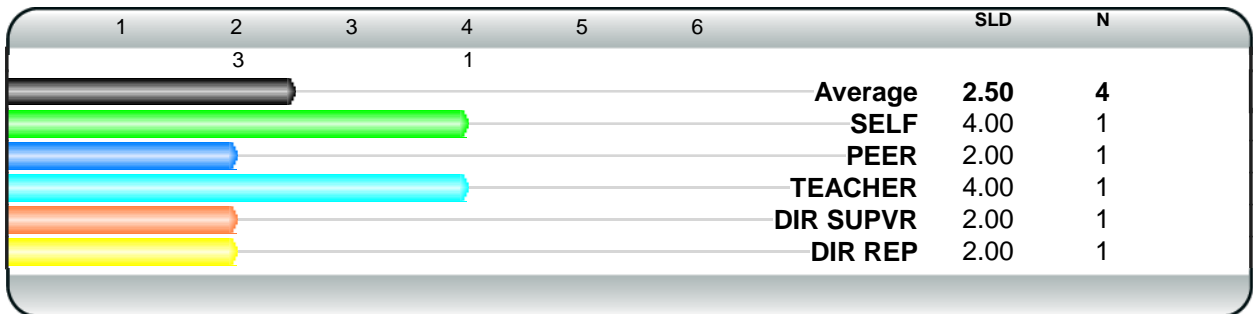 1 2 3 4 5 6 SLD N
3 1
Average 2.50 4
SELF 4.00 1
PEER 2.00 1
TEACHER 4.00 1
DIR SUPVR 2.00 1
DIR REP 2.00 1